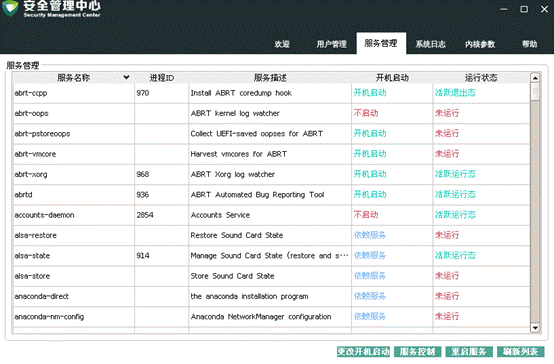 安全管理中心
Security Management Center
欢迎 用户管理 服务管理 系统日志 内核参数 帮助
服务管理
服务名称 进程ID 服务描述 开机启动 运行状态
abrt-ccpp 970 Install ABRT coredump hook 开机启动 活跃退出态
abrt-oops ABRT kernel log watcher 不启动 未运行
abrt-pstoreoops Collect UEFI-saved oopses for ABRT 开机启动 未运行
abrt-vmcore Harvest vmcores for ABRT 开机启动 未运行
abrt-xorg 968 ABRT Xorg log watcher 开机启动 活跃运行态
abrtd 936 ABRT Automated Bug Reporting Tool 开机启动 活跃运行态
accounts-daemon 2854 Accounts Service 不启动 活跃运行态
alsa-restore Restore Sound Card State 依赖服务 未运行
alsa-state 914 Manage Sound Card State (restore and s··· 依赖服务 活跃运行态
alsa-store Store Sound Card State 依赖服务 未运行
anaconda-direct the anaconda installation program 依赖服务 未运行
anaconda-nm-config Anaconda NetworkManager configuration 依赖服务 未运行
更改开机启动 服务控制 重启服务 刷新列表